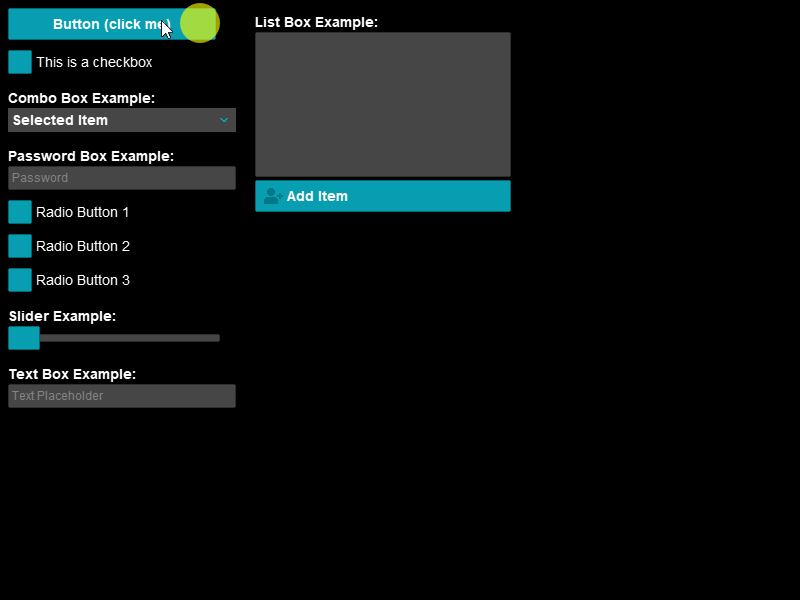 Button (click me)
This is a checkbox
Combo Box Example:
Selected Item
Password Box Example:
Password
Radio Button 1
Radio Button 2
Radio Button 3
Slider Example:
Text Box Example:
Text Placeholder
List Box Example:
Add Item